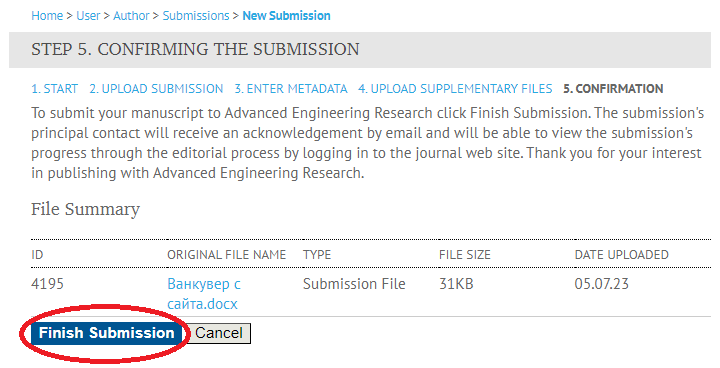 Home > User > Author > Submissions > New Submission
STEP 5. CONFIRMING THE SUBMISSION
1. START 2. UPLOAD SUBMISSION 3. ENTER METADATA 4. UPLOAD SUPPLEMENTARY FILES 5. CONFIRMATION
To submit your manuscript to Advanced Engineering Research click Finish Submission. The submission's
principal contact will receive an acknowledgement by email and will be able to view the submission's
progress through the editorial process by logging in to the journal web site. Thank you for your interest
in publishing with Advanced Engineering Research.
File Summary
ID ORIGINAL FILE NAME TYPE FILE SIZE DATE UPLOADED
4195 Ванкувер с Submission File 31KB 05.07.23
сайта.docx
Finish Submission Cancel